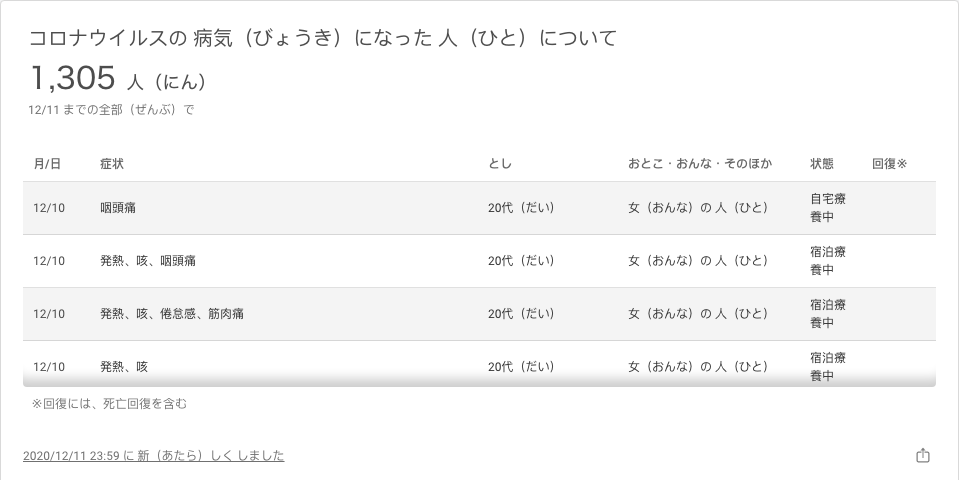 コロナウイルスの 病気（びょうき）になった 人（ひと）について
1,305 人（にん）
12/11 までの全部（ぜんぶ）で
月/日 症状 とし おとこ・おんな・そのほか 状態 回復※
12/10 咽頭痛 20代（だい） 女（おんな）の 人（ひと） 自宅療
養中
12/10 発熱、咳、咽頭痛 20代（だい） 女（おんな）の 人（ひと） 宿泊療
養中
12/10 発熱、咳、倦怠感、筋肉痛 20代（だい） 女（おんな）の 人（ひと） 宿泊療
養中
12/10 発熱、咳 20代（だい） 女（おんな）の 人（ひと） 宿泊療
養中
※回復には、死亡回復を含む
2020/12/11 23:59 に 新（あたら）しく しました